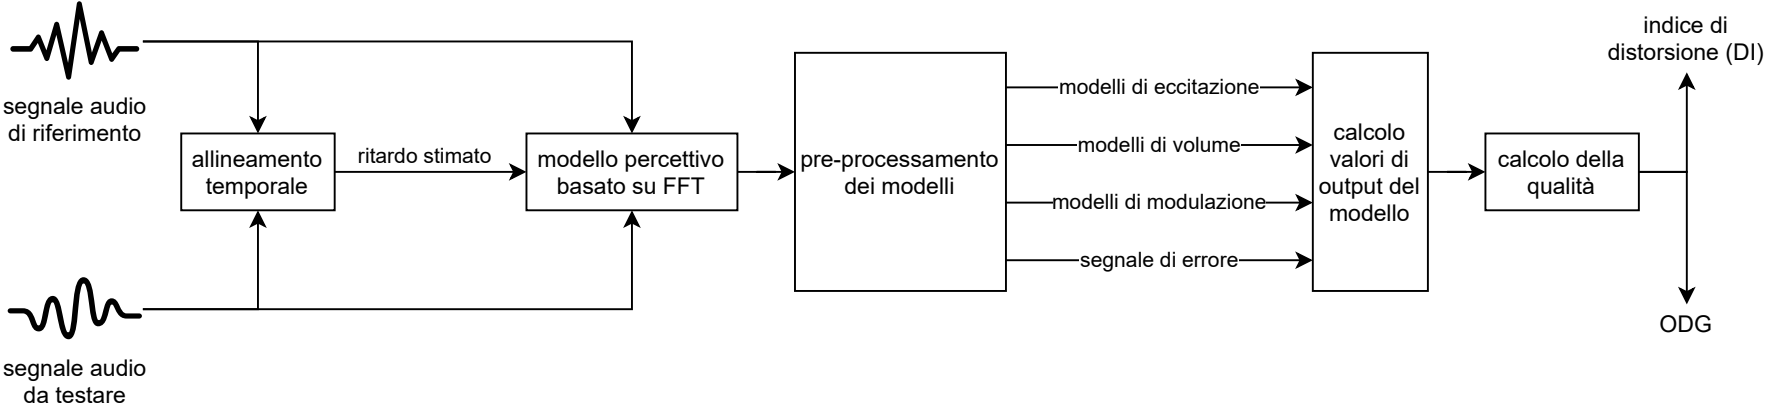 segnale audio
di riferimento
segnale audio
da testare
allineamento
temporale
ritardo stimato
modello percettivo
basato su FFT
pre-processamento
dei modelli
modelli di eccitazione
modelli di volume
modelli di modulazione
segnale di errore
calcolo
valori di
output del
modello
calcolo della
qualità
indice di
distorsione (DI)
ODG